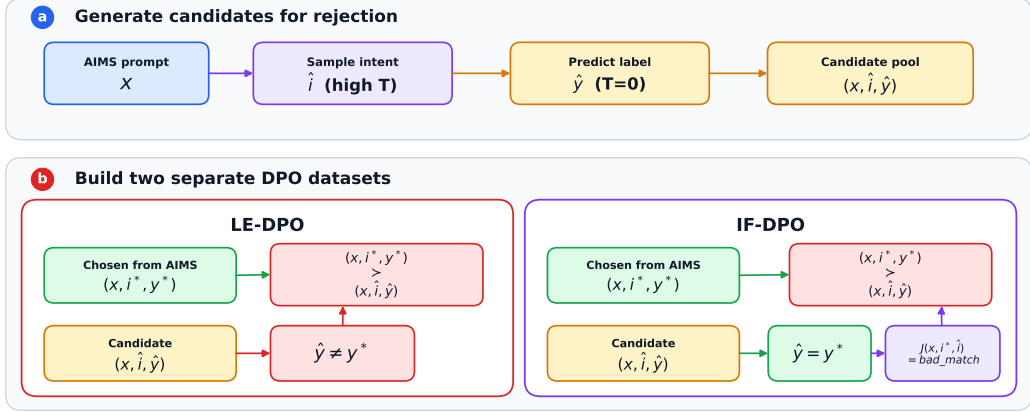 a Generate candidates for rejection
AIMS prompt
x
Sample intent
î (high T)
Predict label
ŷ (T=0)
Candidate pool
(x, î, ŷ)
b Build two separate DPO datasets
LE-DPO
Chosen from AIMS
(x, i*, y*)
(x, i*, y*)
≻
(x, î, ŷ)
Candidate
(x, î, ŷ)
ŷ ≠ y*
IF-DPO
Chosen from AIMS
(x, i*, y*)
(x, i*, y*)
≻
(x, î, ŷ)
Candidate
(x, î, ŷ)
ŷ = y*
J(x, i*, î)
= bad_match